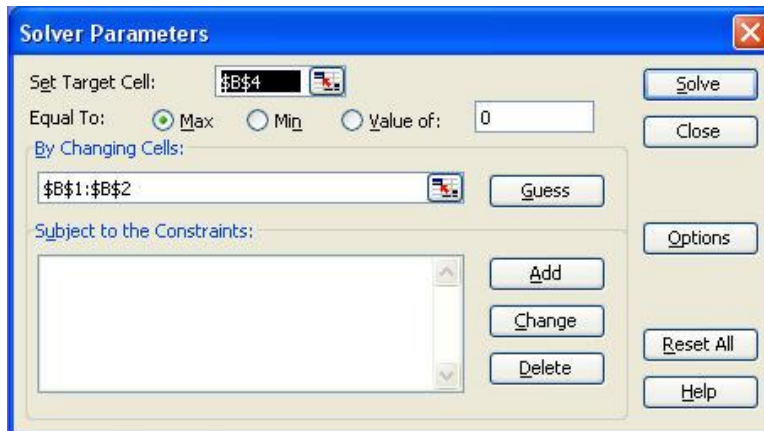 Solver Parameters
Set Target Cell: $B$4 Solve
Equal To: Max Min Value of: 0 Close
By Changing Cells:
$B$1:$B$2 Guess
Subject to the Constraints: Options
Add
Change
Reset All
Delete
Help